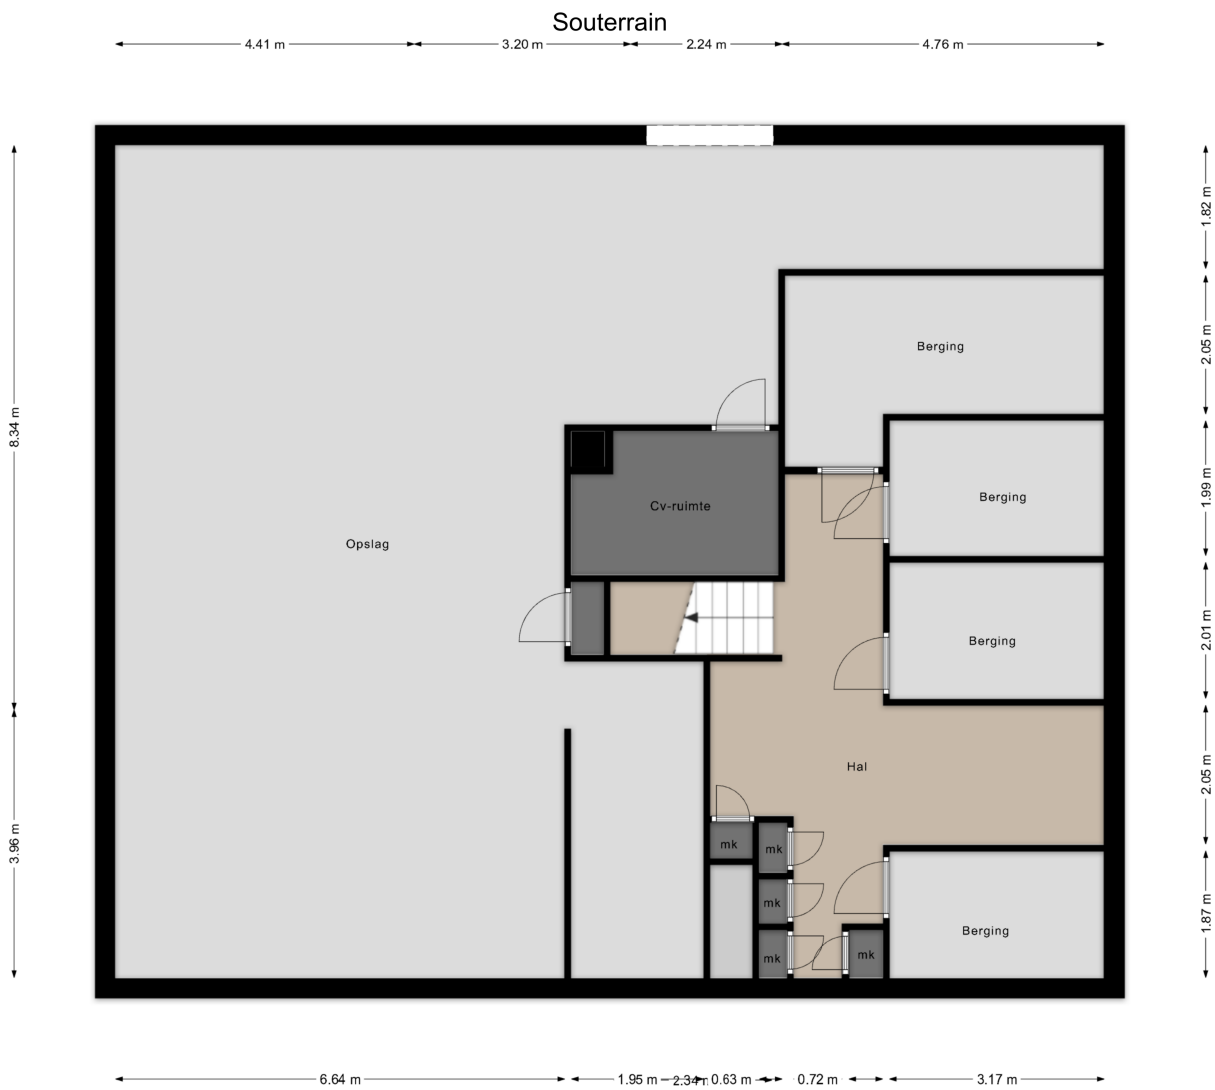 Souterrain
4.41 m
3.20 m
2.24 m
4.76 m
1.82 m
Berging
2.05 m
8.34 m
Berging
1.99 m
Cv-ruimte
Opslag
Berging
2.01 m
Hal
2.05 m
3.96 m
mk
mk
mk
1.87 m
Berging
mk
mk
6.64 m
1.95 m
2.34 m
0.63 m
0.72 m
3.17 m